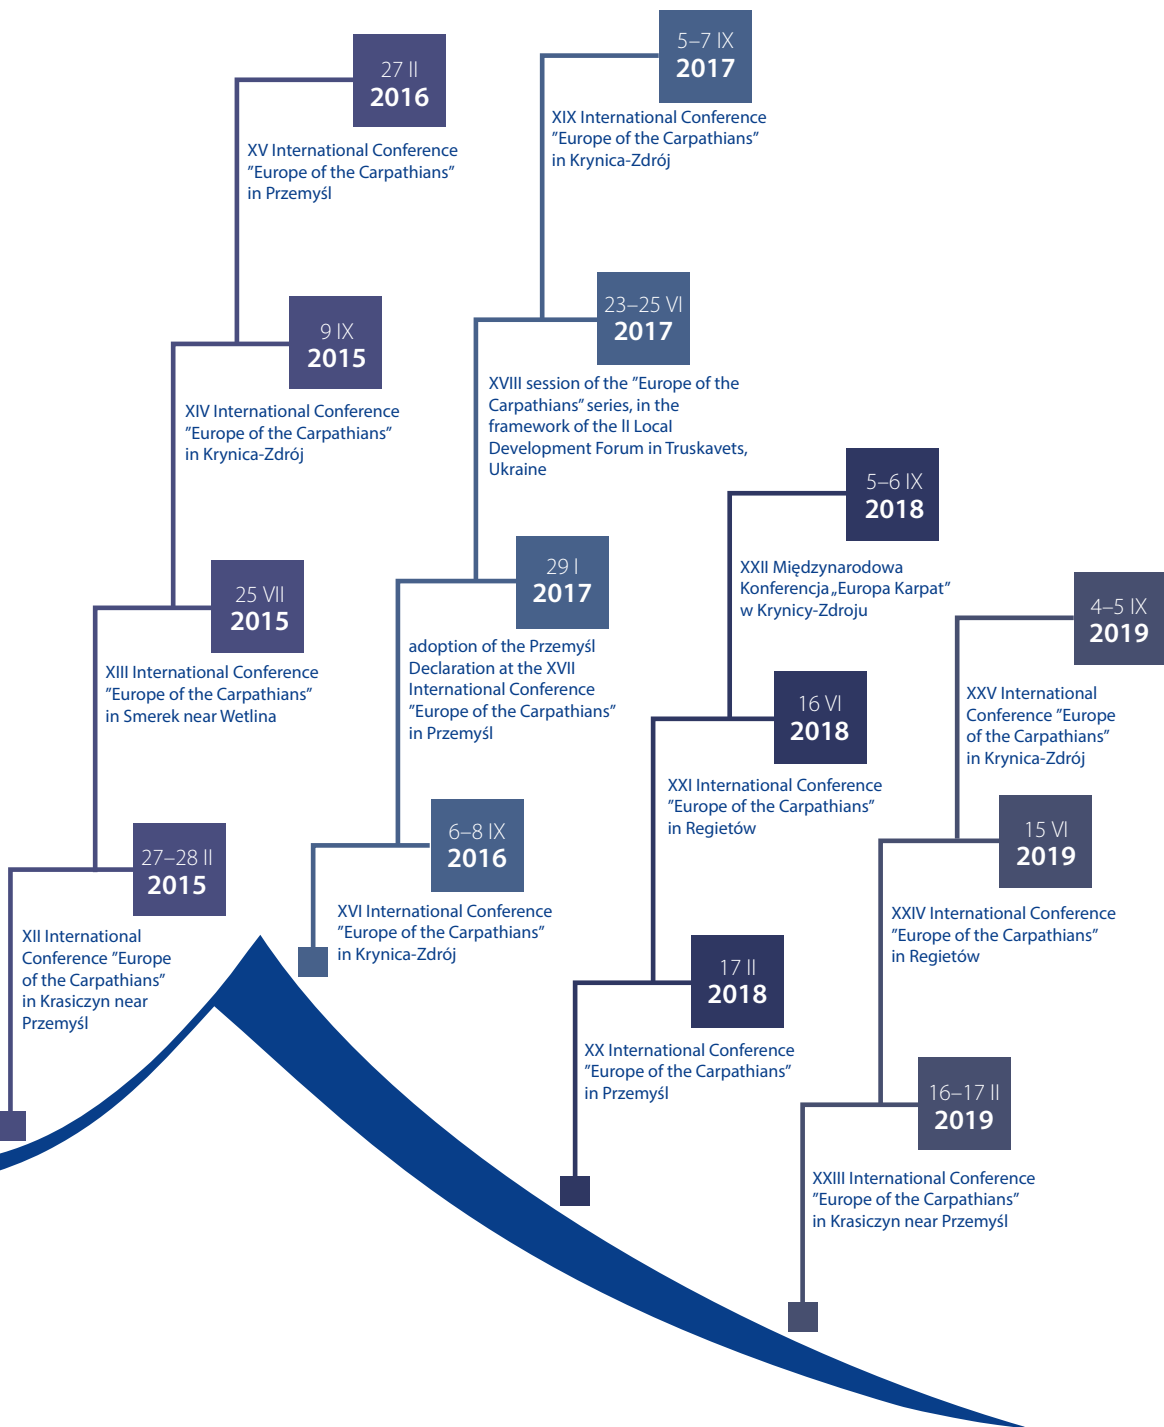 27 II
2016
XV International Conference
"Europe of the Carpathians"
in Przemyśl
9 IX
2015
XIV International Conference
"Europe of the Carpathians"
in Krynica-Zdrój
25 VII
2015
XIII International Conference
"Europe of the Carpathians"
in Smerek near Wetlina
27–28 II
2015
XII International
Conference "Europe
of the Carpathians"
in Krasiczyn near
Przemyśl
5–7 IX
2017
XIX International Conference
"Europe of the Carpathians"
in Krynica-Zdrój
23–25 VI
2017
XVIII session of the "Europe of the
Carpathians" series, in the
framework of the II Local
Development Forum in Truskavets,
Ukraine
29 I
2017
adoption of the Przemyśl
Declaration at the XVII
International Conference
"Europe of the Carpathians"
in Przemyśl
6–8 IX
2016
XVI International Conference
"Europe of the Carpathians"
in Krynica-Zdrój
5–6 IX
2018
XXII Międzynarodowa
Konferencja „Europa Karpat”
w Krynicy-Zdroju
16 VI
2018
XXI International Conference
"Europe of the Carpathians"
in Regietów
17 II
2018
XX International Conference
"Europe of the Carpathians"
in Przemyśl
4–5 IX
2019
XXV International
Conference "Europe
of the Carpathians"
in Krynica-Zdrój
15 VI
2019
XXIV International Conference
"Europe of the Carpathians"
in Regietów
16–17 II
2019
XXIII International Conference
"Europe of the Carpathians"
in Krasiczyn near Przemyśl